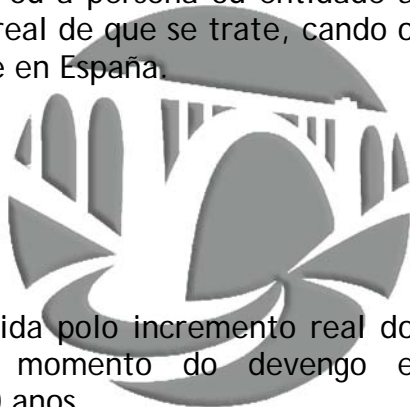 ou a persoa ou entidade a
real de que se trate, cando
e en España.
ida polo incremento real do
momento do devengo e
anos.